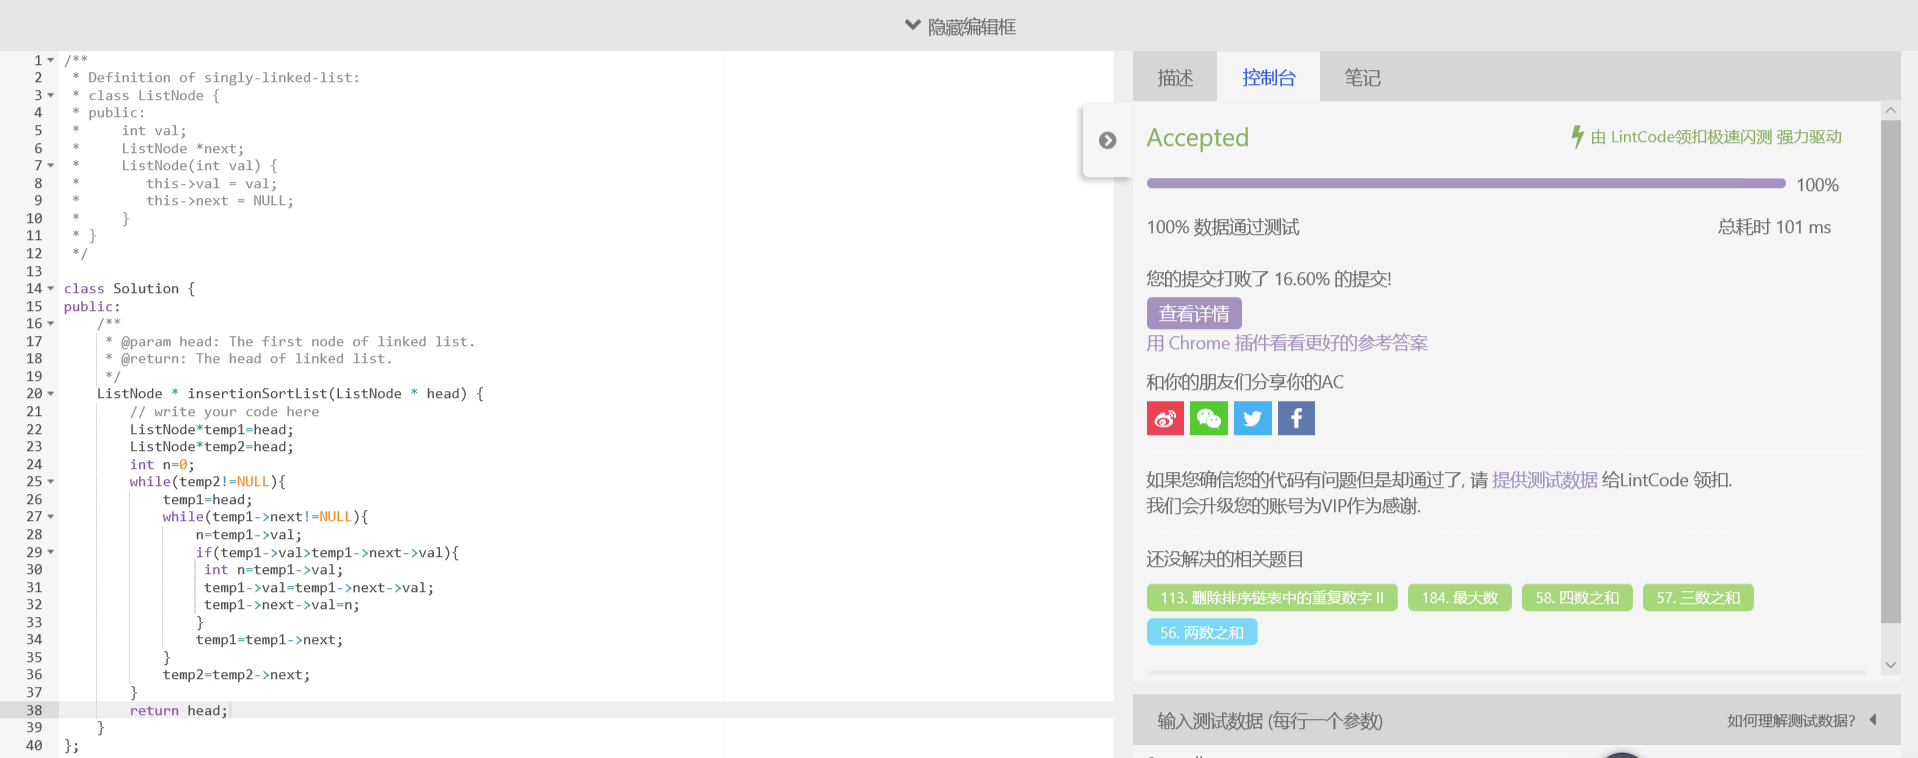 隐藏编辑框
1 /**
2 * Definition of singly-linked-list:
3 * class ListNode {
4 * public:
5 *     int val;
6 *     ListNode *next;
7 *     ListNode(int val) {
8 *        this->val = val;
9 *        this->next = NULL;
10 *     }
11 * }
12 */
13
14 class Solution {
15 public:
16     /**
17      * @param head: The first node of linked list.
18      * @return: The head of linked list.
19      */
20     ListNode * insertionSortList(ListNode * head) {
21         // write your code here
22         ListNode*temp1=head;
23         ListNode*temp2=head;
24         int n=0;
25         while(temp2!=NULL){
26             temp1=head;
27             while(temp1->next!=NULL){
28                 n=temp1->val;
29                 if(temp1->val>temp1->next->val){
30                  int n=temp1->val;
31                  temp1->val=temp1->next->val;
32                  temp1->next->val=n;
33                 }
34                 temp1=temp1->next;
35             }
36             temp2=temp2->next;
37         }
38         return head;
39     }
40 };
描述 控制台 笔记
Accepted 由 LintCode领扣极速闪测 强力驱动
100%
100% 数据通过测试 总耗时 101 ms
您的提交打败了 16.60% 的提交!
查看详情
用 Chrome 插件看看更好的参考答案
和你的朋友们分享你的AC
如果您确信您的代码有问题但是却通过了, 请 提供测试数据 给LintCode 领扣.
我们会升级您的账号为VIP作为感谢.
还没解决的相关题目
113. 删除排序链表中的重复数字 II 184. 最大数 58. 四数之和 57. 三数之和
56. 两数之和
输入测试数据 (每行一个参数) 如何理解测试数据?